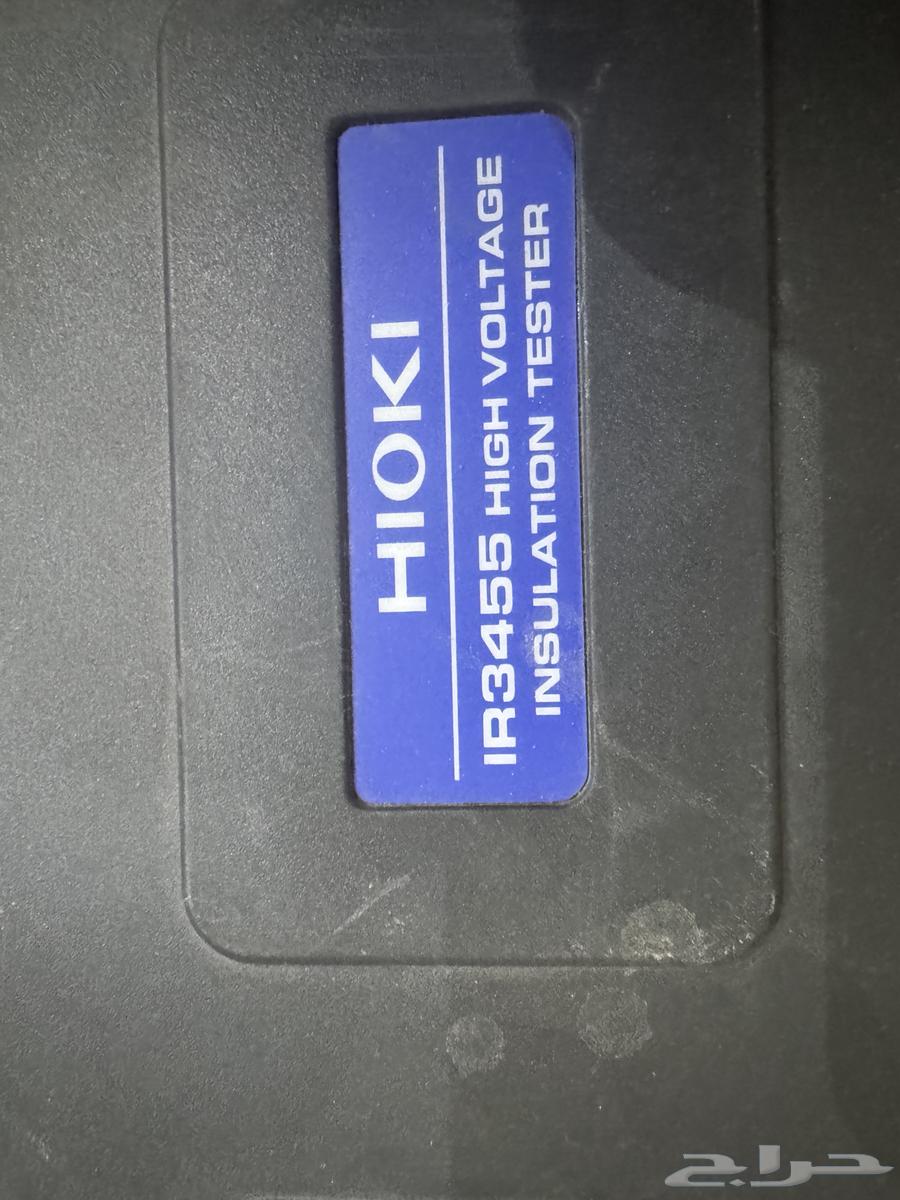 HIOKI
IR3455 HIGH VOLTAGE
INSULATION TESTER
حراج